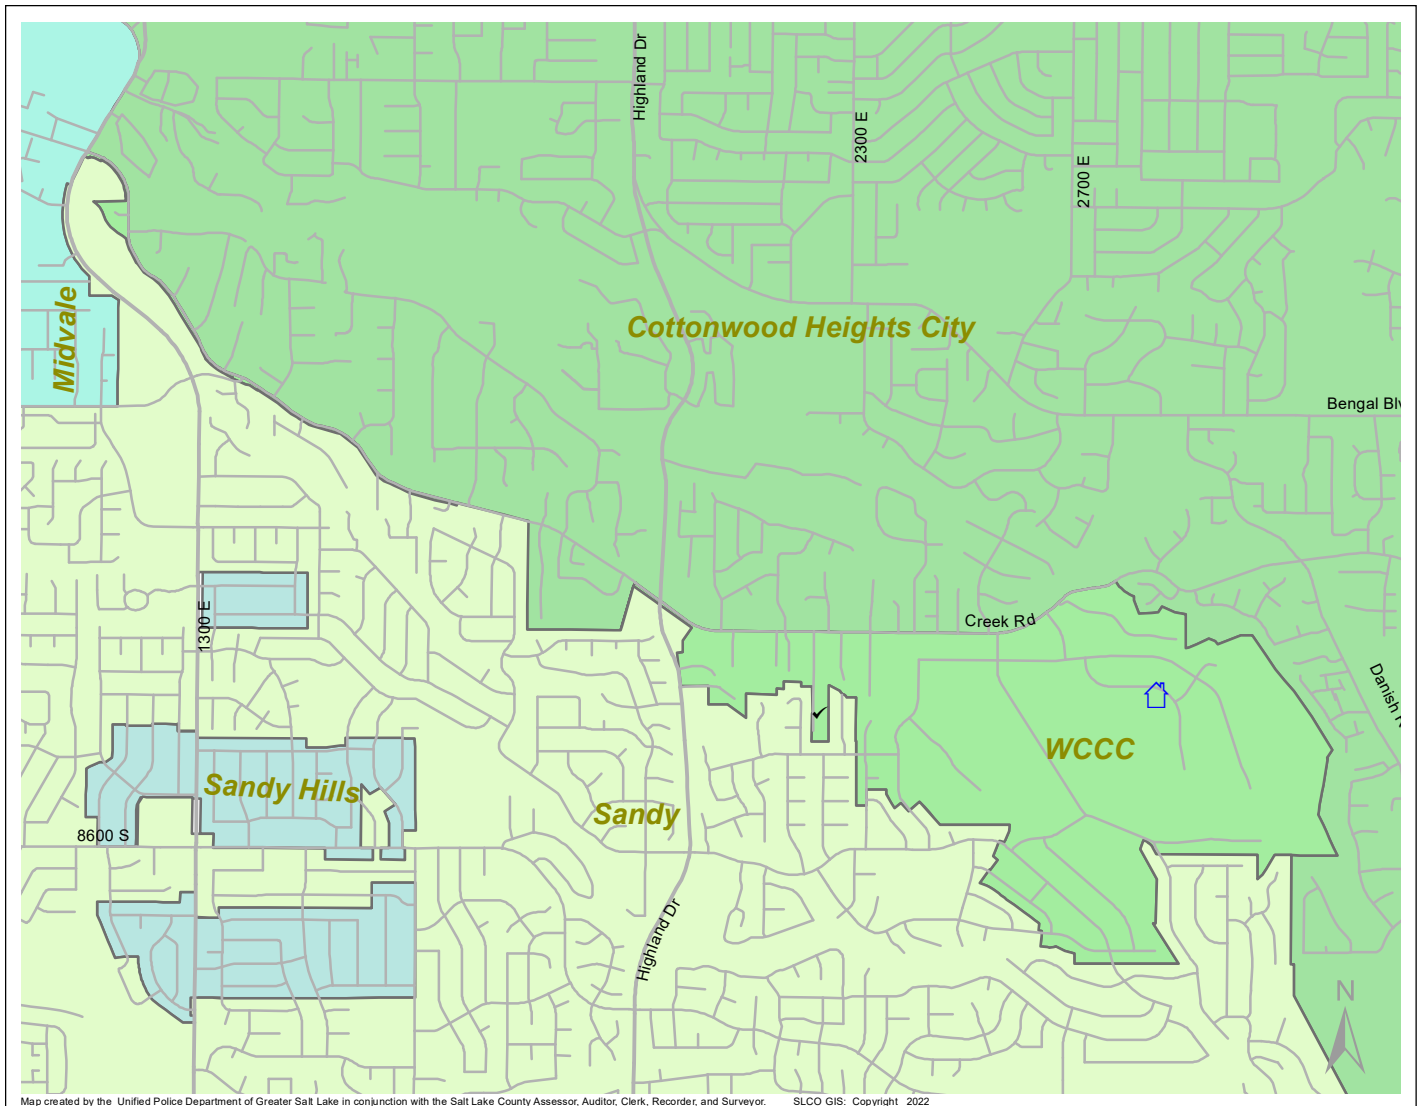 Highland Dr
2300 E
2700 E
Midvale
Cottonwood Heights City
Bengal Blv
1300 E
Creek Rd
Danish R
WCCC
Sandy Hills
Sandy
8600 S
Highland Dr
N
Map created by the Unified Police Department of Greater Salt Lake in conjunction with the Salt Lake County Assessor, Auditor, Clerk, Recorder, and Surveyor. SLCO GIS: Copyright 2022